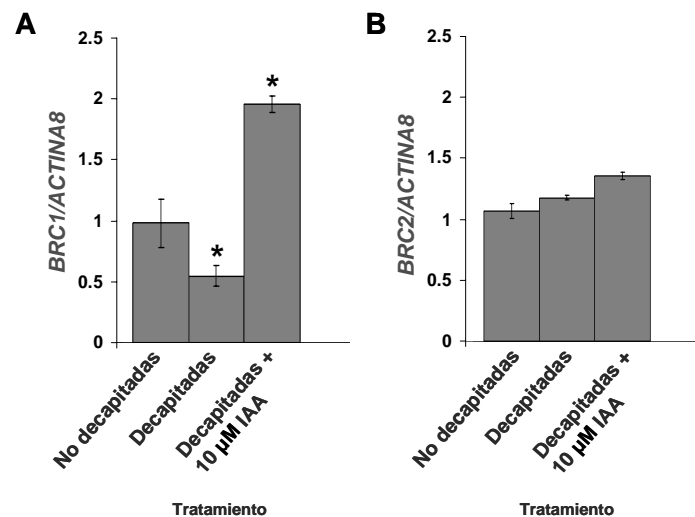 A
2.5
2
1.5
1
0.5
0
BRC1/ACTINA8
*
*
No decapitadas
Decapitadas
Decapitadas +
10 µM IAA
Tratamiento
B
2.5
2
1.5
1
0.5
0
BRC2/ACTINA8
No decapitadas
Decapitadas
Decapitadas +
10 µM IAA
Tratamiento